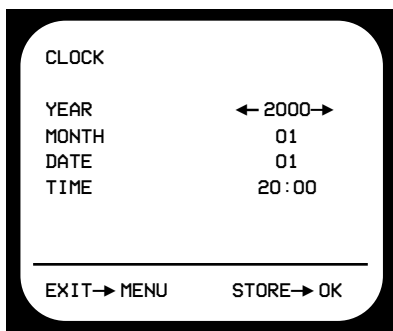 CLOCK
YEAR ←2000→
MONTH 01
DATE 01
TIME 20:00
EXIT→ MENU STORE→ OK